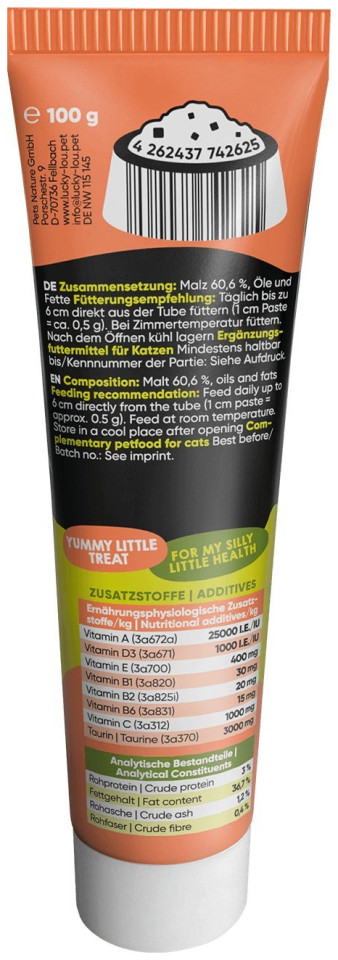 e 100 g
4 262437 742625
Pets Nature GmbH
Porschestr. 9
D-70736 Fellbach
www.lucky-lou.pet
info@lucky-lou.pet
DE NW 115 145
DE Zusammensetzung: Malz 60,6 %, Öle und
Fette Fütterungsempfehlung: Täglich bis zu
6 cm direkt aus der Tube füttern (1 cm Paste
= ca. 0,5 g). Bei Zimmertemperatur füttern.
Nach dem Öffnen kühl lagern Ergänzungs-
futtermittel für Katzen Mindestens haltbar
bis/Kennnummer der Partie: Siehe Aufdruck.
EN Composition: Malt 60,6 %, oils and fats
Feeding recommendation: Feed daily up to
6 cm directly from the tube (1 cm paste =
approx. 0.5 g). Feed at room temperature.
Store in a cool place after opening Com-
plementary petfood for cats Best before/
Batch no.: See imprint.
YUMMY LITTLE
TREAT
FOR MY SILLY
LITTLE HEALTH
ZUSATZSTOFFE | ADDITIVES
Ernährungsphysiologische Zusatz-
stoffe/kg | Nutritional additives/kg
Vitamin A (3a672a) 25000 I.E./IU
Vitamin D3 (3a671) 1000 I.E./IU
Vitamin E (3a700) 400 mg
Vitamin B1 (3a820) 30 mg
Vitamin B2 (3a825i) 20 mg
Vitamin B6 (3a831) 15 mg
Vitamin C (3a312) 1000 mg
Taurin | Taurine (3a370) 3000 mg
Analytische Bestandteile |
Analytical Constituents
Rohprotein | Crude protein 3 %
Fettgehalt | Fat content 36,7 %
Rohasche | Crude ash 1,2 %
Rohfaser | Crude fibre 0,4 %